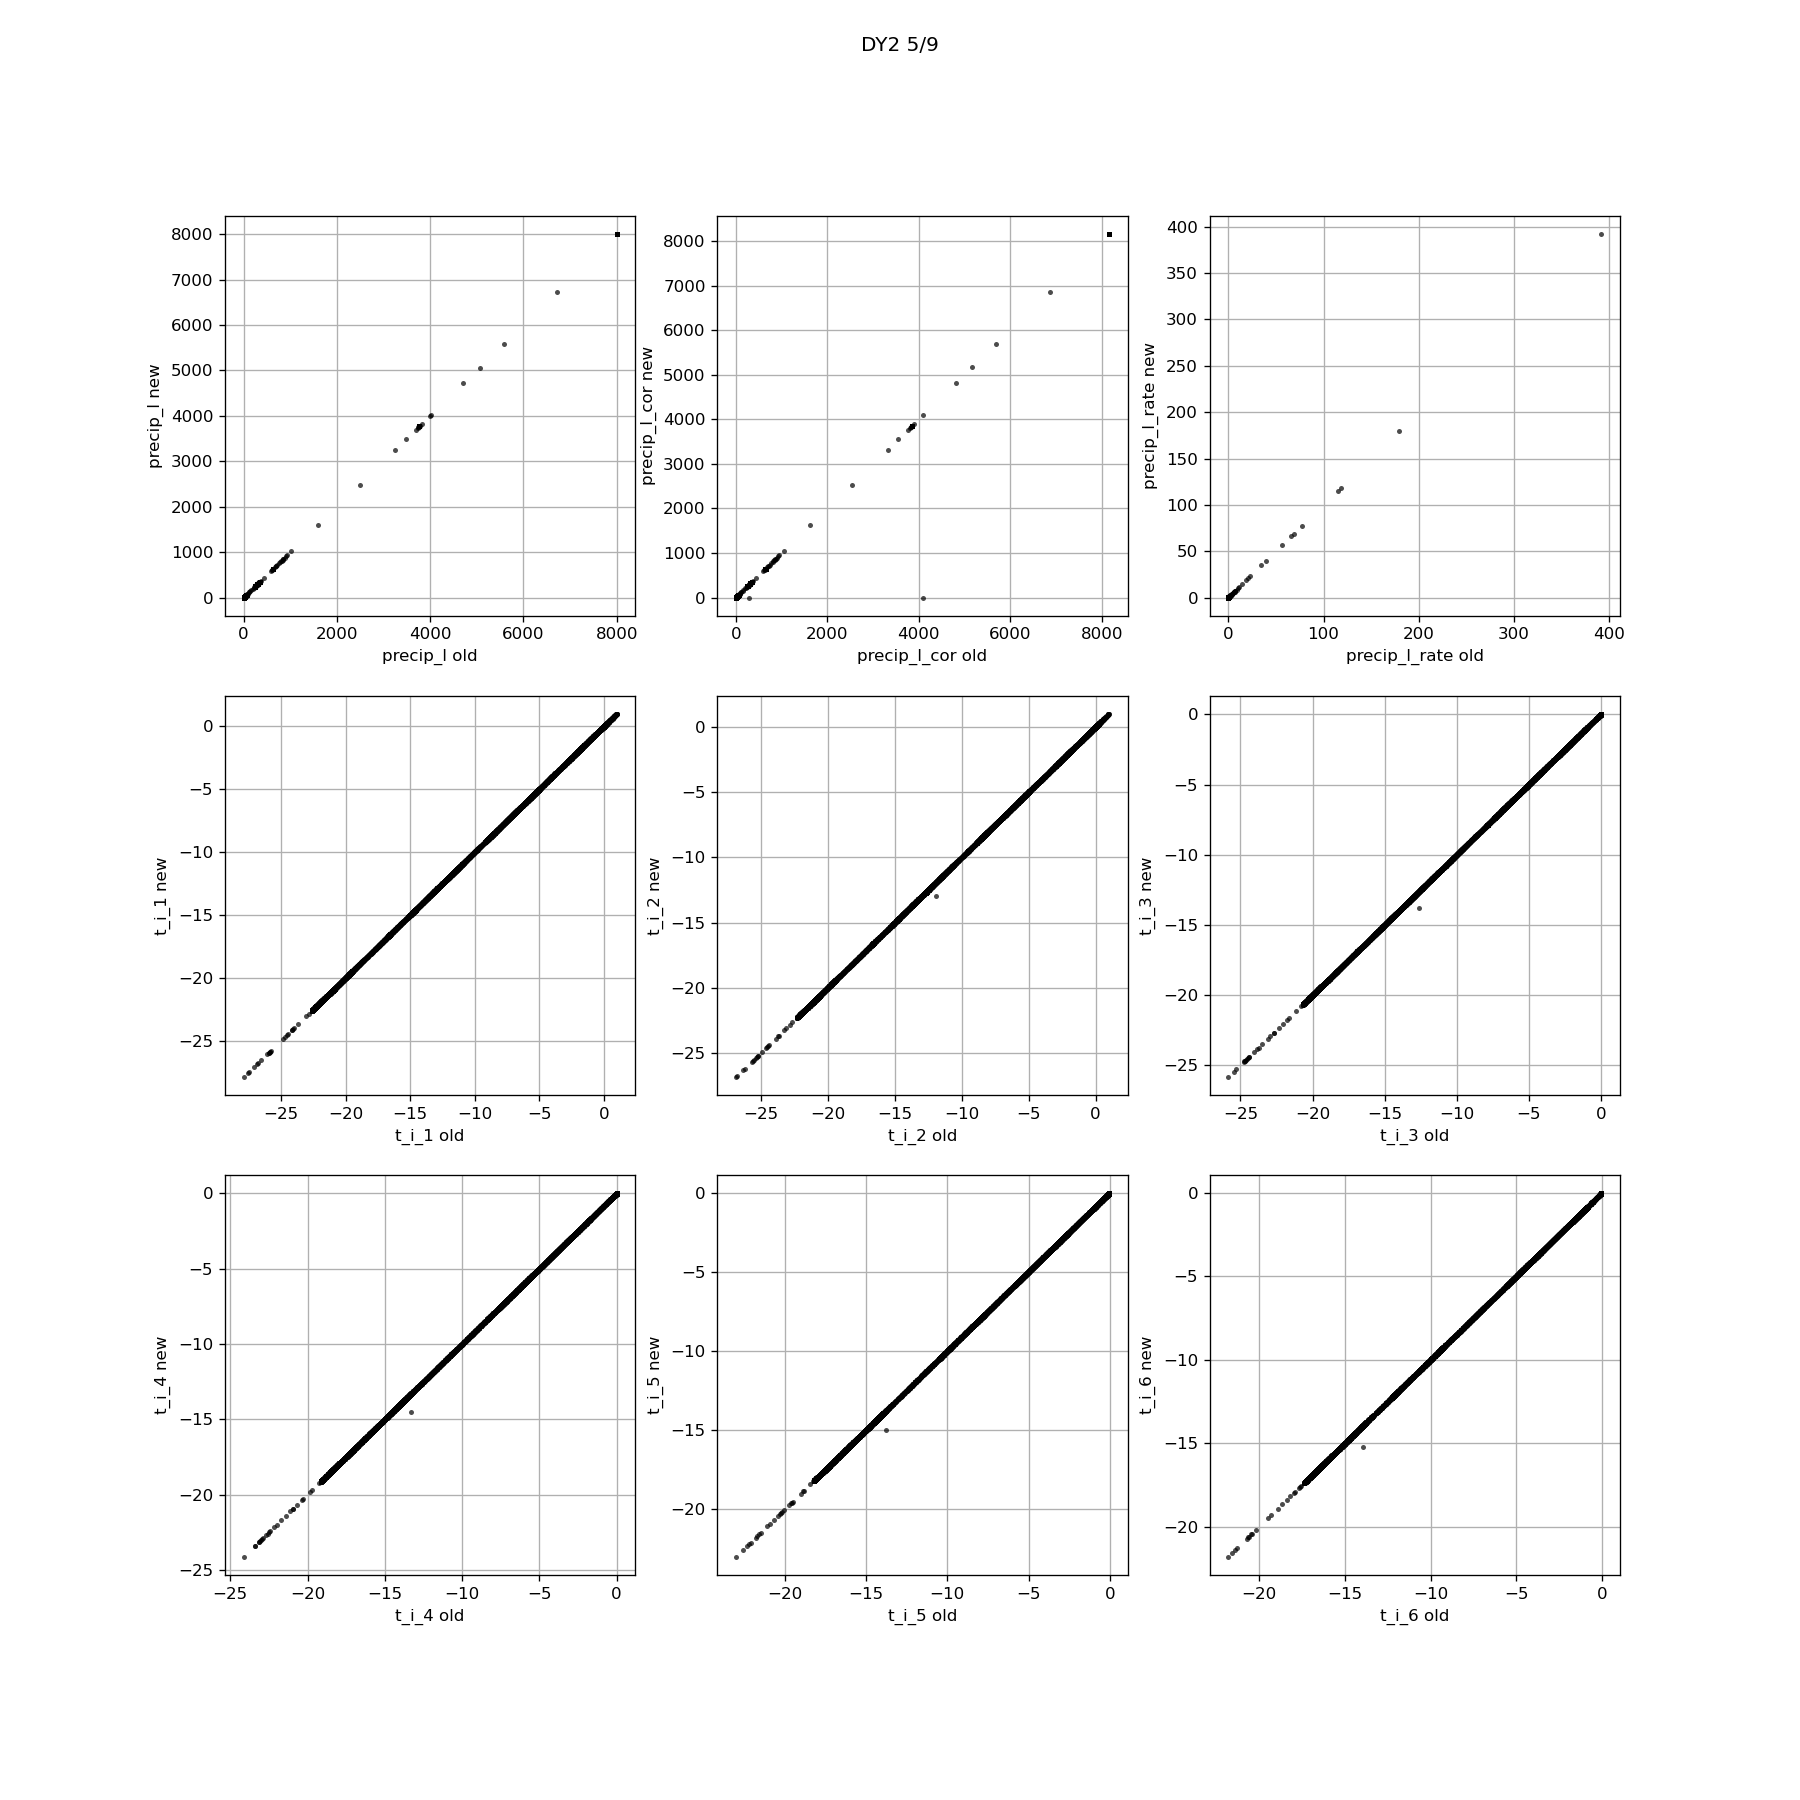 DY2 5/9
8000
7000
6000
5000
4000
3000
2000
1000
0
precip_l new
0 2000 4000 6000 8000
precip_l old
8000
7000
6000
5000
4000
3000
2000
1000
0
precip_l_cor new
0 2000 4000 6000 8000
precip_l_cor old
400
350
300
250
200
150
100
50
0
precip_l_rate new
0 100 200 300 400
precip_l_rate old
0
−5
−10
−15
−20
−25
t_i_1 new
−25 −20 −15 −10 −5 0
t_i_1 old
0
−5
−10
−15
−20
−25
t_i_2 new
−25 −20 −15 −10 −5 0
t_i_2 old
0
−5
−10
−15
−20
−25
t_i_3 new
−25 −20 −15 −10 −5 0
t_i_3 old
0
−5
−10
−15
−20
−25
t_i_4 new
−25 −20 −15 −10 −5 0
t_i_4 old
0
−5
−10
−15
−20
t_i_5 new
−20 −15 −10 −5 0
t_i_5 old
0
−5
−10
−15
−20
t_i_6 new
−20 −15 −10 −5 0
t_i_6 old